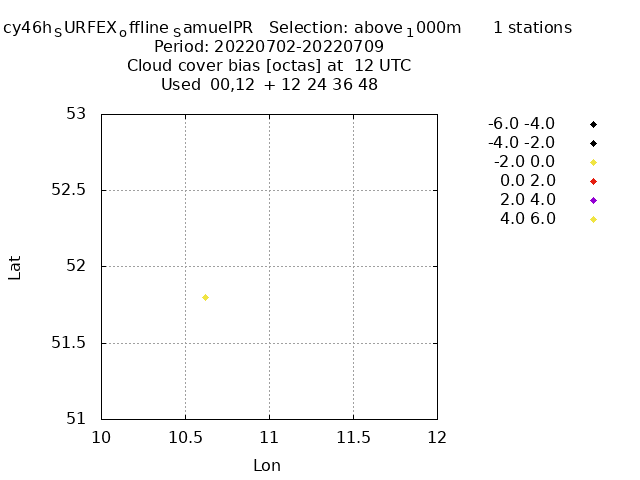 cy46hSURFEXoffline SamuelPR Selection: above1000m 1 stations
Period: 20220702-20220709
Cloud cover bias [octas] at 12 UTC
Used 00,12 + 12 24 36 48
53
52.5
52
51.5
51
10 10.5 11 11.5 12
Lat
Lon
-6.0 -4.0
-4.0 -2.0
-2.0 0.0
0.0 2.0
2.0 4.0
4.0 6.0